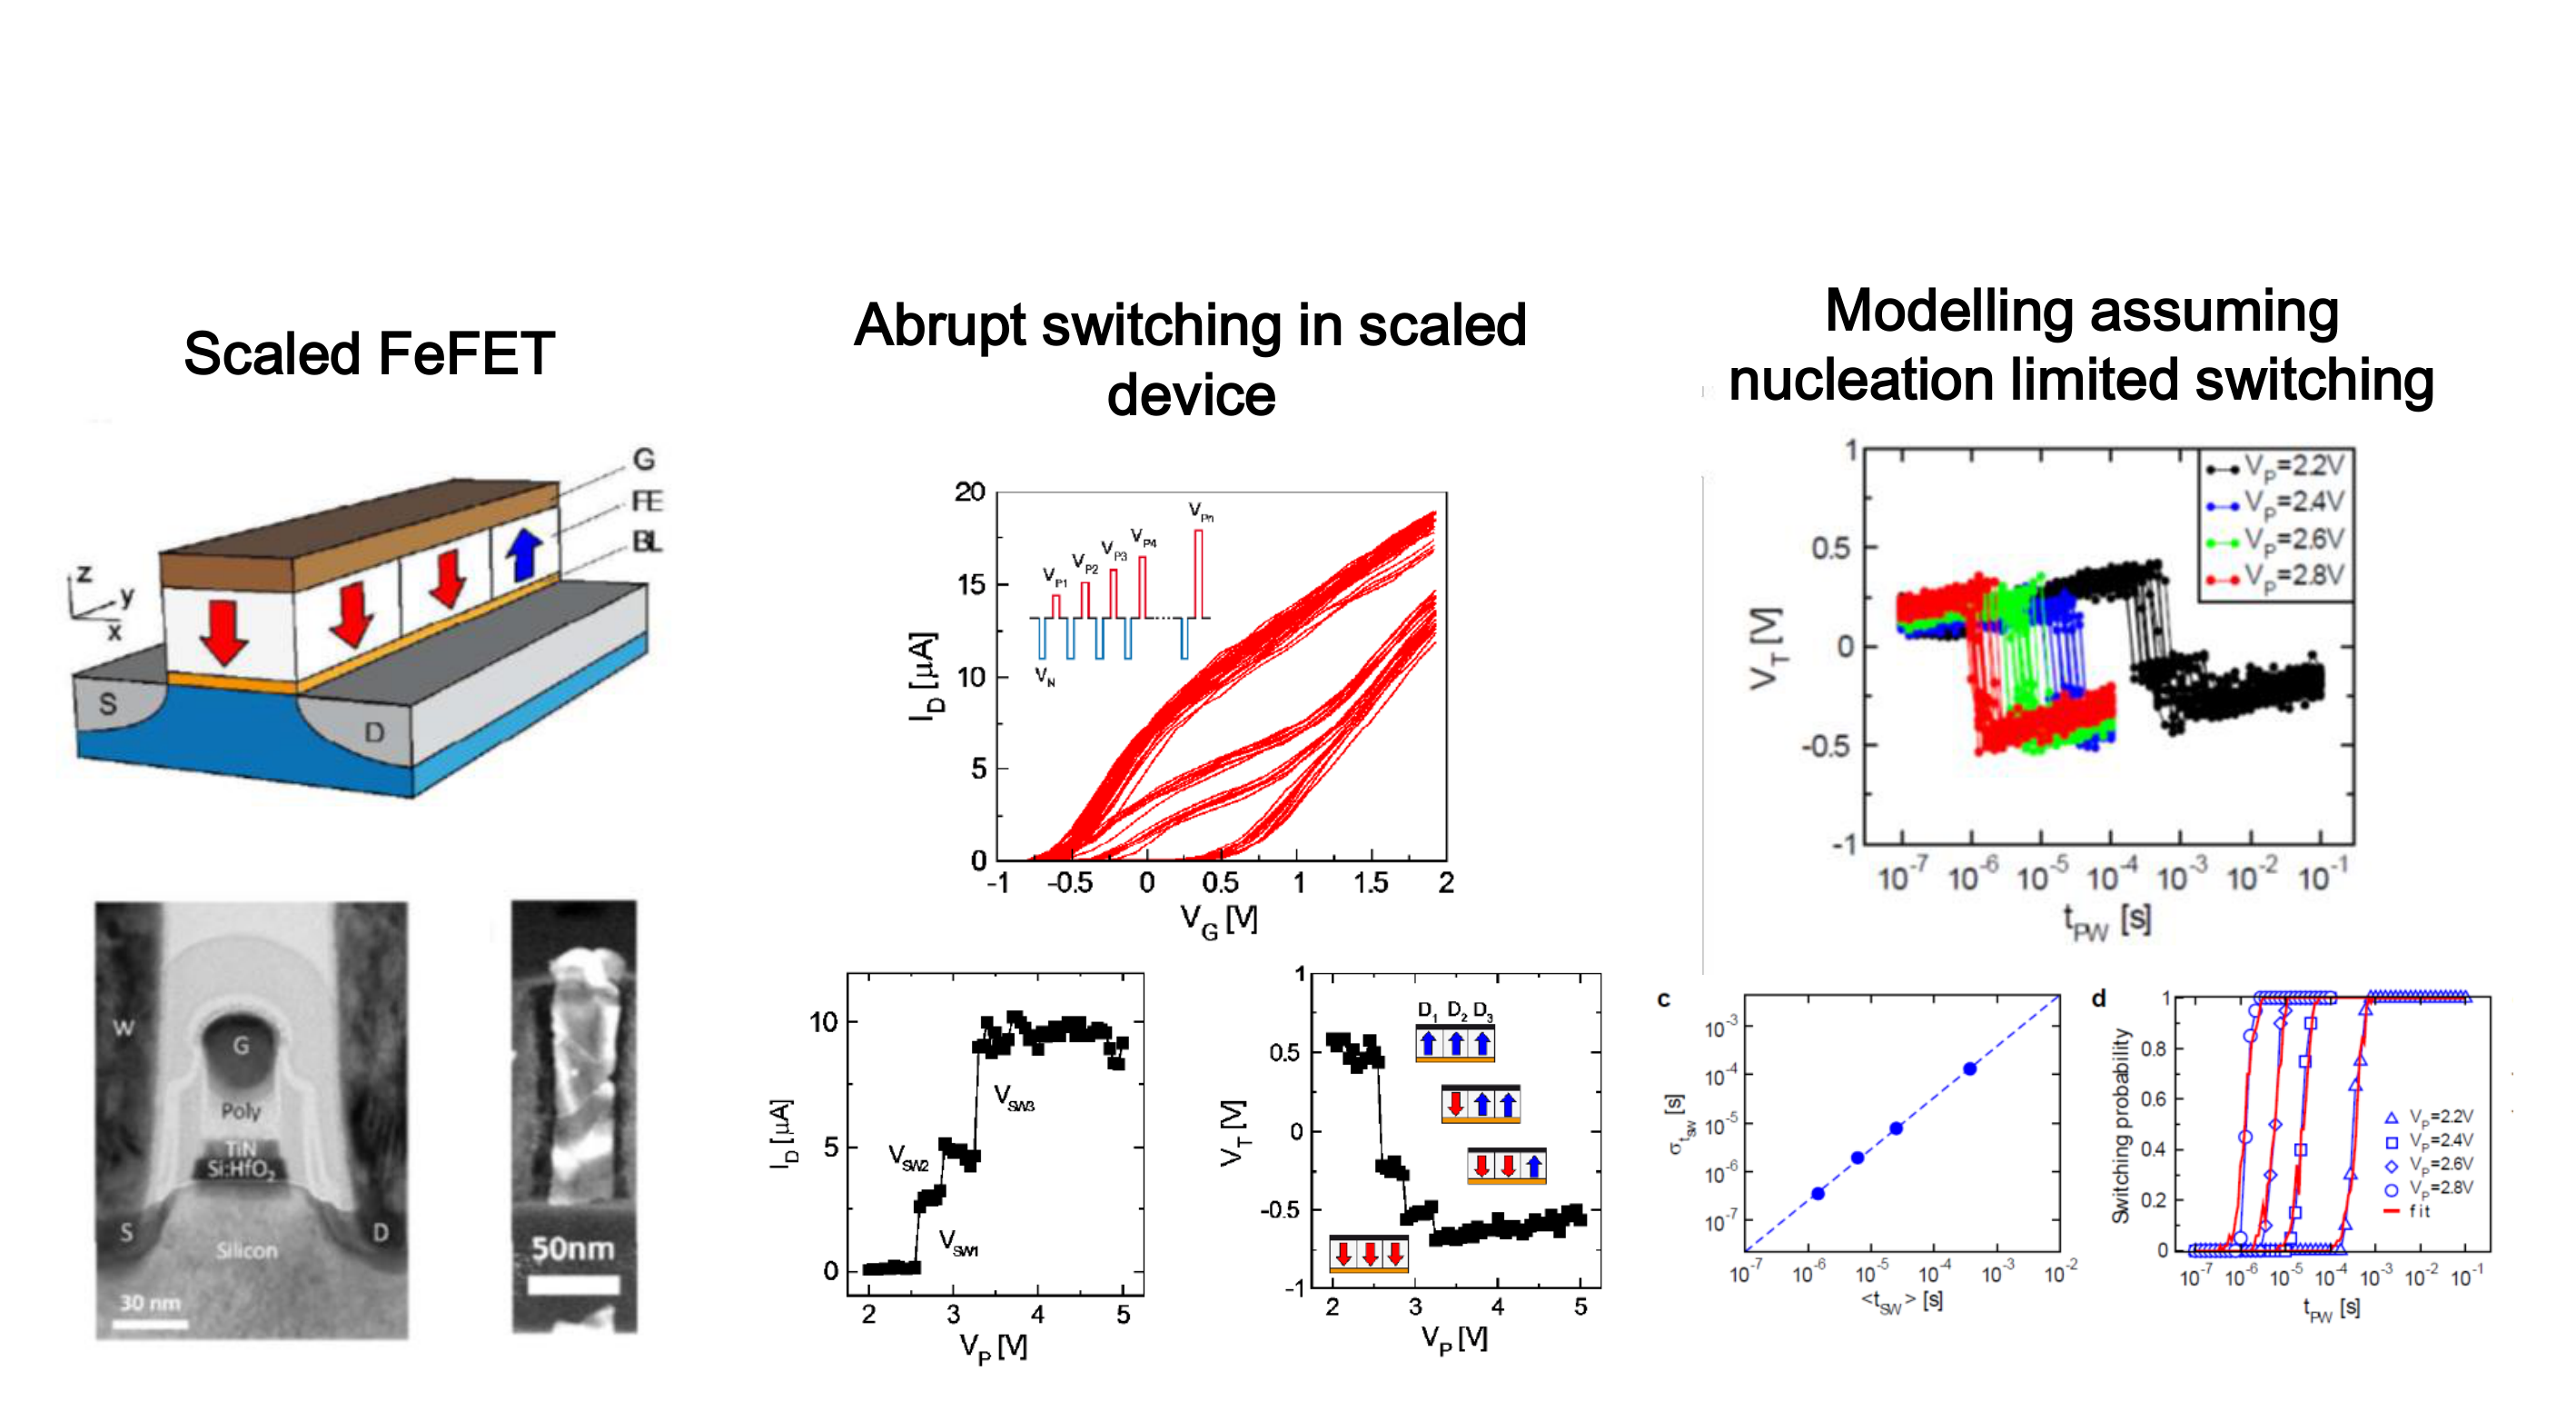 Scaled FeFET
Abrupt switching in scaled
device
Modelling assuming
nucleation limited switching
G
FE
BL
z
y
x
S
D
W
G
Poly
TiN
Si:HfO2
S
D
Silicon
30 nm
50nm
20
15
10
5
0
ID [μA]
VP1
VP2
VP3
VP4
VPn
VN
-1
-0.5
0
0.5
1
1.5
2
VG [V]
10
5
0
ID [μA]
VSW1
VSW2
VSW3
2
3
4
5
VP [V]
1
0.5
0
-0.5
-1
VT [V]
D1 D2 D3
2
3
4
5
VP [V]
1
0.5
0
-0.5
-1
VT [V]
VP=2.2V
VP=2.4V
VP=2.6V
VP=2.8V
10-7
10-6
10-5
10-4
10-3
10-2
10-1
tPW [s]
c
10-3
10-4
10-5
10-6
10-7
σtSW [s]
10-7
10-6
10-5
10-4
10-3
10-2
<tSW> [s]
d
1
0.8
0.6
0.4
0.2
0
Switching probability
VP=2.2V
VP=2.4V
VP=2.6V
VP=2.8V
fit
10-7
10-6
10-5
10-4
10-3
10-2
10-1
tPW [s]